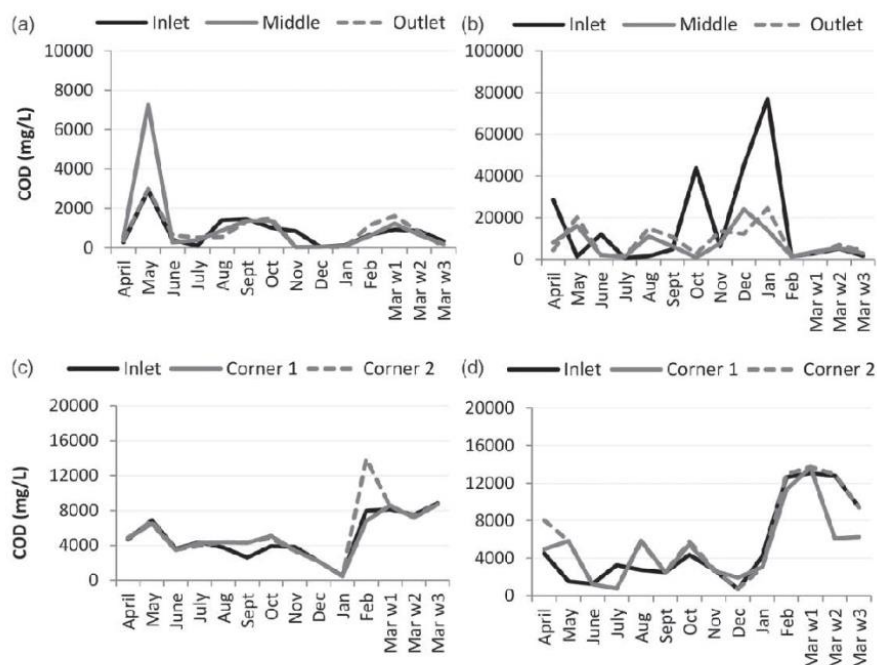 (a) Inlet Middle Outlet
10000
8000
6000
4000
2000
0
COD (mg/L)
April May June July Aug Sept Oct Nov Dec Jan Feb Mar w1 Mar w2 Mar w3
(b) Inlet Middle Outlet
100000
80000
60000
40000
20000
0
April May June July Aug Sept Oct Nov Dec Jan Feb Mar w1 Mar w2 Mar w3
(c) Inlet Corner 1 Corner 2
20000
16000
12000
8000
4000
0
COD (mg/L)
April May June July Aug Sept Oct Nov Dec Jan Feb Mar w1 Mar w2 Mar w3
(d) Inlet Corner 1 Corner 2
20000
16000
12000
8000
4000
0
April May June July Aug Sept Oct Nov Dec Jan Feb Mar w1 Mar w2 Mar w3